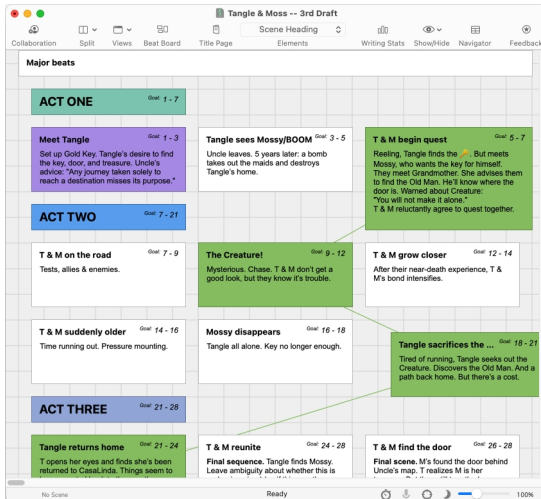 Tangle & Moss -- 3rd Draft
Scene Heading
Collaboration Split Views Beat Board Title Page Elements Writing Stats Show/Hide Navigator Feedback
Major beats
ACT ONE Goal: 1 - 7
Meet Tangle Goal: 1 - 3
Set up Gold Key. Tangle's desire to find
the key, door, and treasure. Uncle's
advice: "Any journey taken solely to
reach a destination misses its purpose."
Tangle sees Mossy/BOOM Goal: 3 - 5
Uncle leaves. 5 years later: a bomb
takes out the maids and destroys
Tangle's home.
T & M begin quest Goal: 5 - 7
Reeling, Tangle finds the 🔑. But meets
Mossy, who wants the key for himself.
They meet Grandmother. She advises them
to find the Old Man. He'll know where the
door is. Warned about Creature:
"You will not make it alone."
T & M reluctantly agree to quest together.
ACT TWO Goal: 7 - 21
T & M on the road Goal: 7 - 9
Tests, allies & enemies.
The Creature! Goal: 9 - 12
Mysterious. Chase. T & M don't get a
good look, but they know it's trouble.
T & M grow closer Goal: 12 - 14
After their near-death experience, T &
M's bond intensifies.
T & M suddenly older Goal: 14 - 16
Time running out. Pressure mounting.
Mossy disappears Goal: 16 - 18
Tangle all alone. Key no longer enough.
Tangle sacrifices the ... Goal: 18 - 21
Tired of running, Tangle seeks out the
Creature. Discovers the Old Man. And a
path back home. But there's a cost.
ACT THREE Goal: 21 - 28
Tangle returns home Goal: 21 - 24
T opens her eyes and finds she's been
returned to CasaLinda. Things seem to
T & M reunite Goal: 24 - 28
Final sequence. Tangle finds Mossy.
Leave ambiguity about whether this is
T & M find the door Goal: 26 - 28
Final scene. M's found the door behind
Uncle's map. T realizes M is her
No Scene Ready 100%